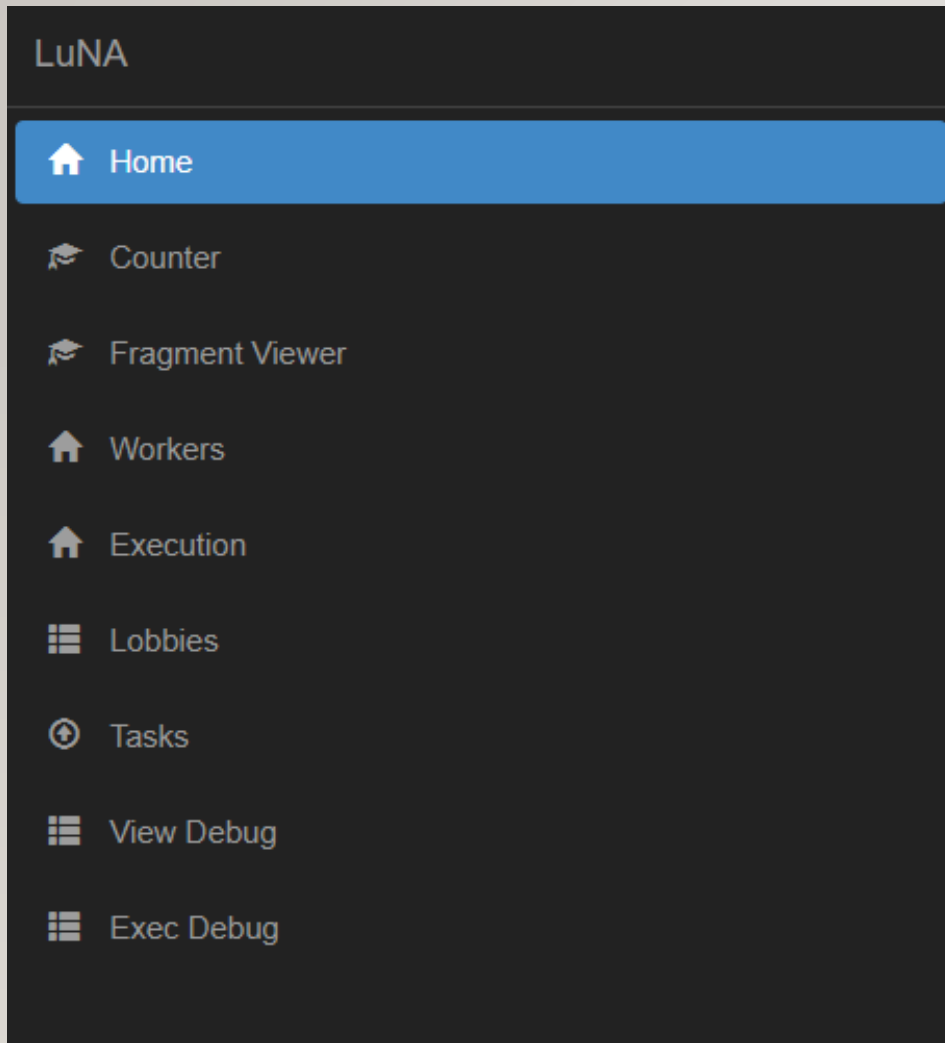 LuNA
Home
Counter
Fragment Viewer
Workers
Execution
Lobbies
Tasks
View Debug
Exec Debug